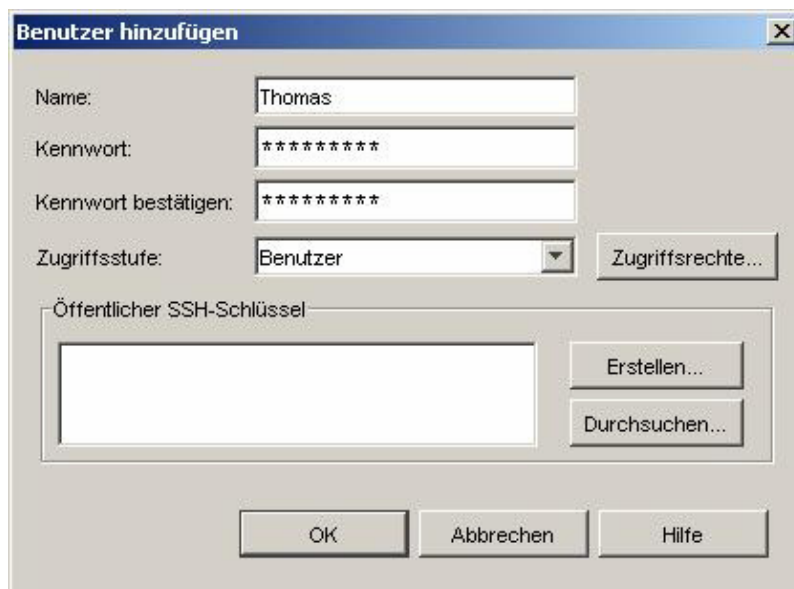 Benutzer hinzufügen
Name: Thomas
Kennwort: *********
Kennwort bestätigen: *********
Zugriffsstufe: Benutzer Zugriffsrechte...
Öffentlicher SSH-Schlüssel
Erstellen...
Durchsuchen...
OK Abbrechen Hilfe